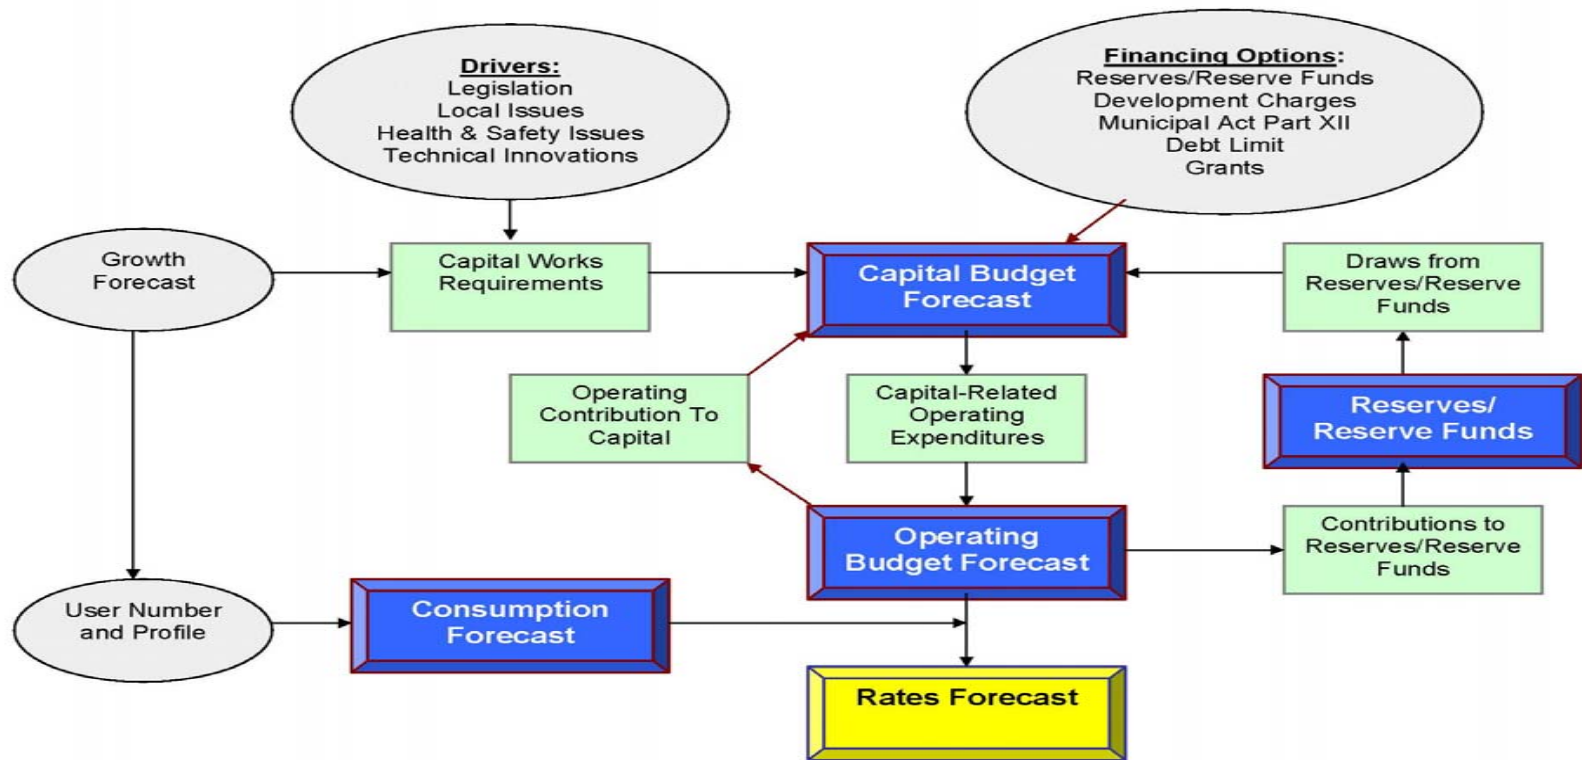 Drivers:
Legislation
Local Issues
Health & Safety Issues
Technical Innovations
Financing Options:
Reserves/Reserve Funds
Development Charges
Municipal Act Part XII
Debt Limit
Grants
Growth
Forecast
Capital Works
Requirements
Capital Budget
Forecast
Draws from
Reserves/Reserve
Funds
Operating
Contribution To
Capital
Capital-Related
Operating
Expenditures
Reserves/
Reserve Funds
Operating
Budget Forecast
Contributions to
Reserves/Reserve
Funds
User Number
and Profile
Consumption
Forecast
Rates Forecast